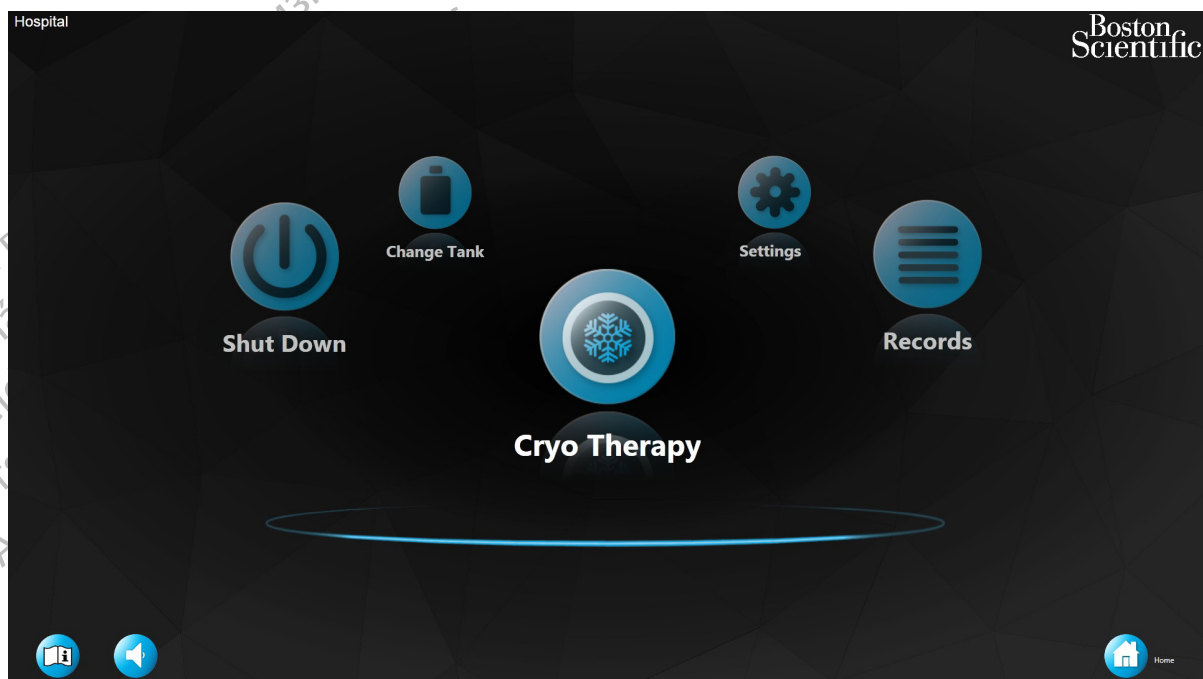 Hospital
Boston
Scientific
Change Tank
Settings
Shut Down
Records
Cryo Therapy
Home